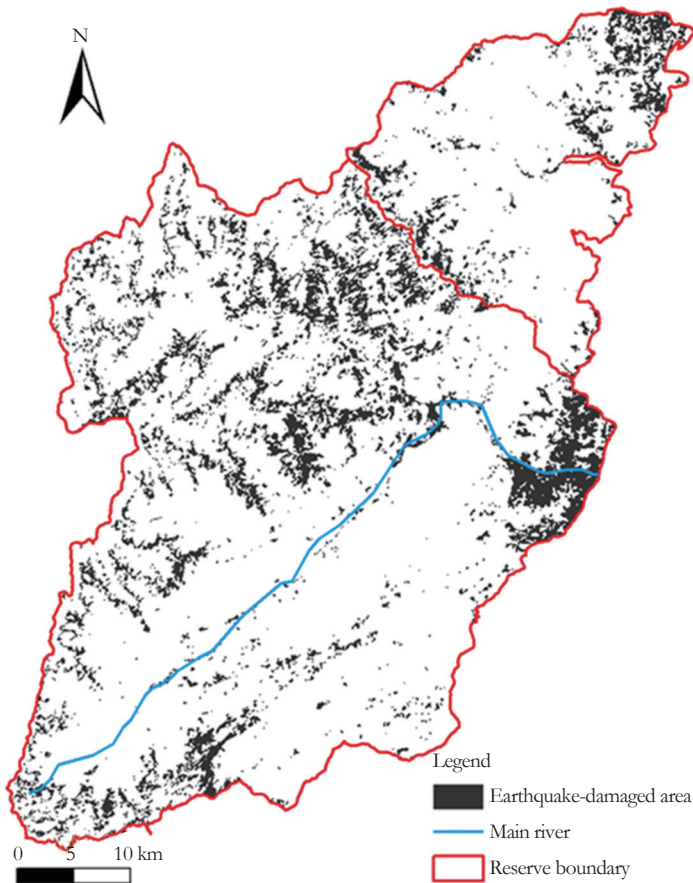 N
Legend
Earthquake-damaged area
Main river
Reserve boundary
0 5 10 km